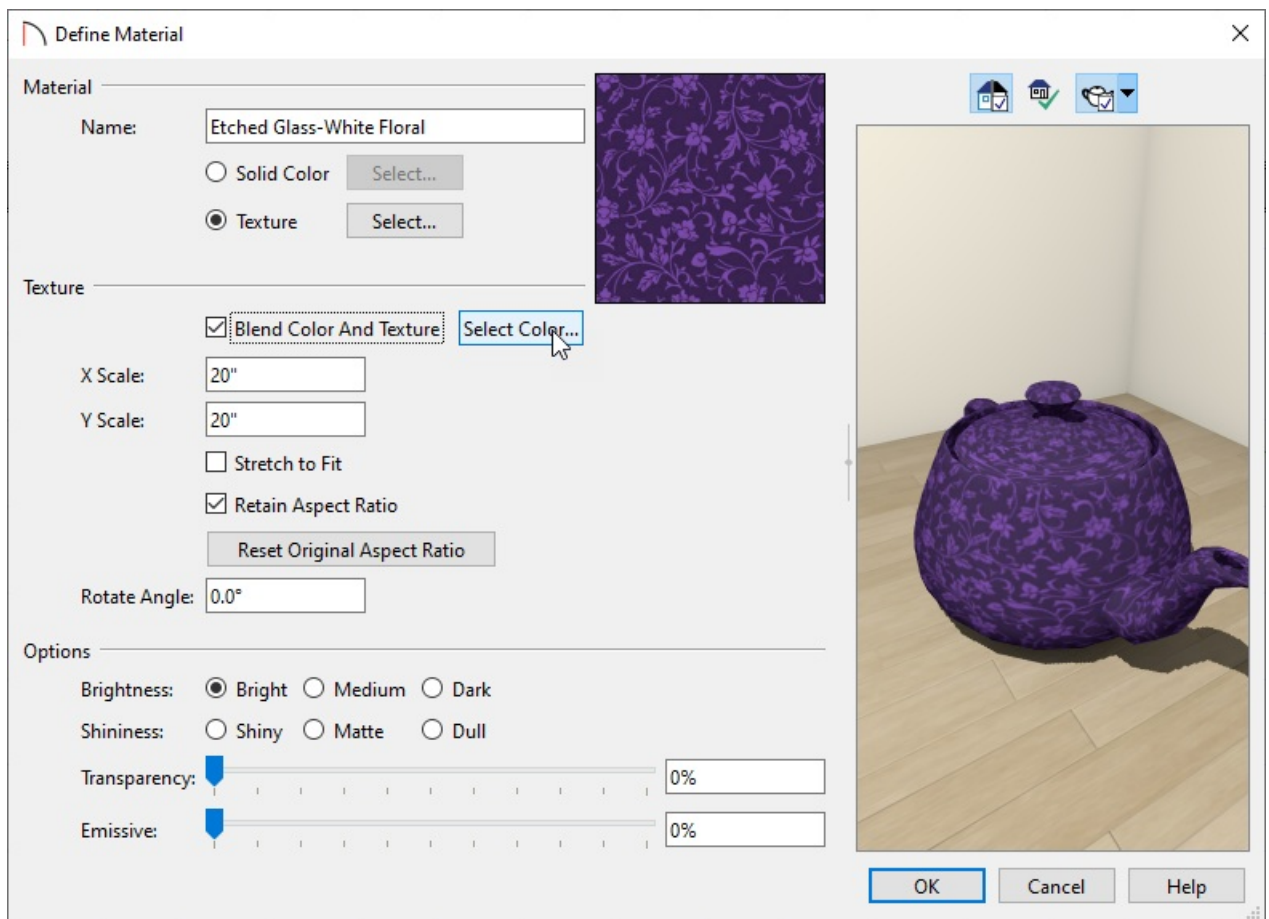 Define Material
Material
Name: Etched Glass-White Floral
Solid Color Select...
Texture Select...
Texture
Blend Color And Texture Select Color...
X Scale: 20"
Y Scale: 20"
Stretch to Fit
Retain Aspect Ratio
Reset Original Aspect Ratio
Rotate Angle: 0.0°
Options
Brightness: Bright Medium Dark
Shininess: Shiny Matte Dull
Transparency: 0%
Emissive: 0%
OK Cancel Help